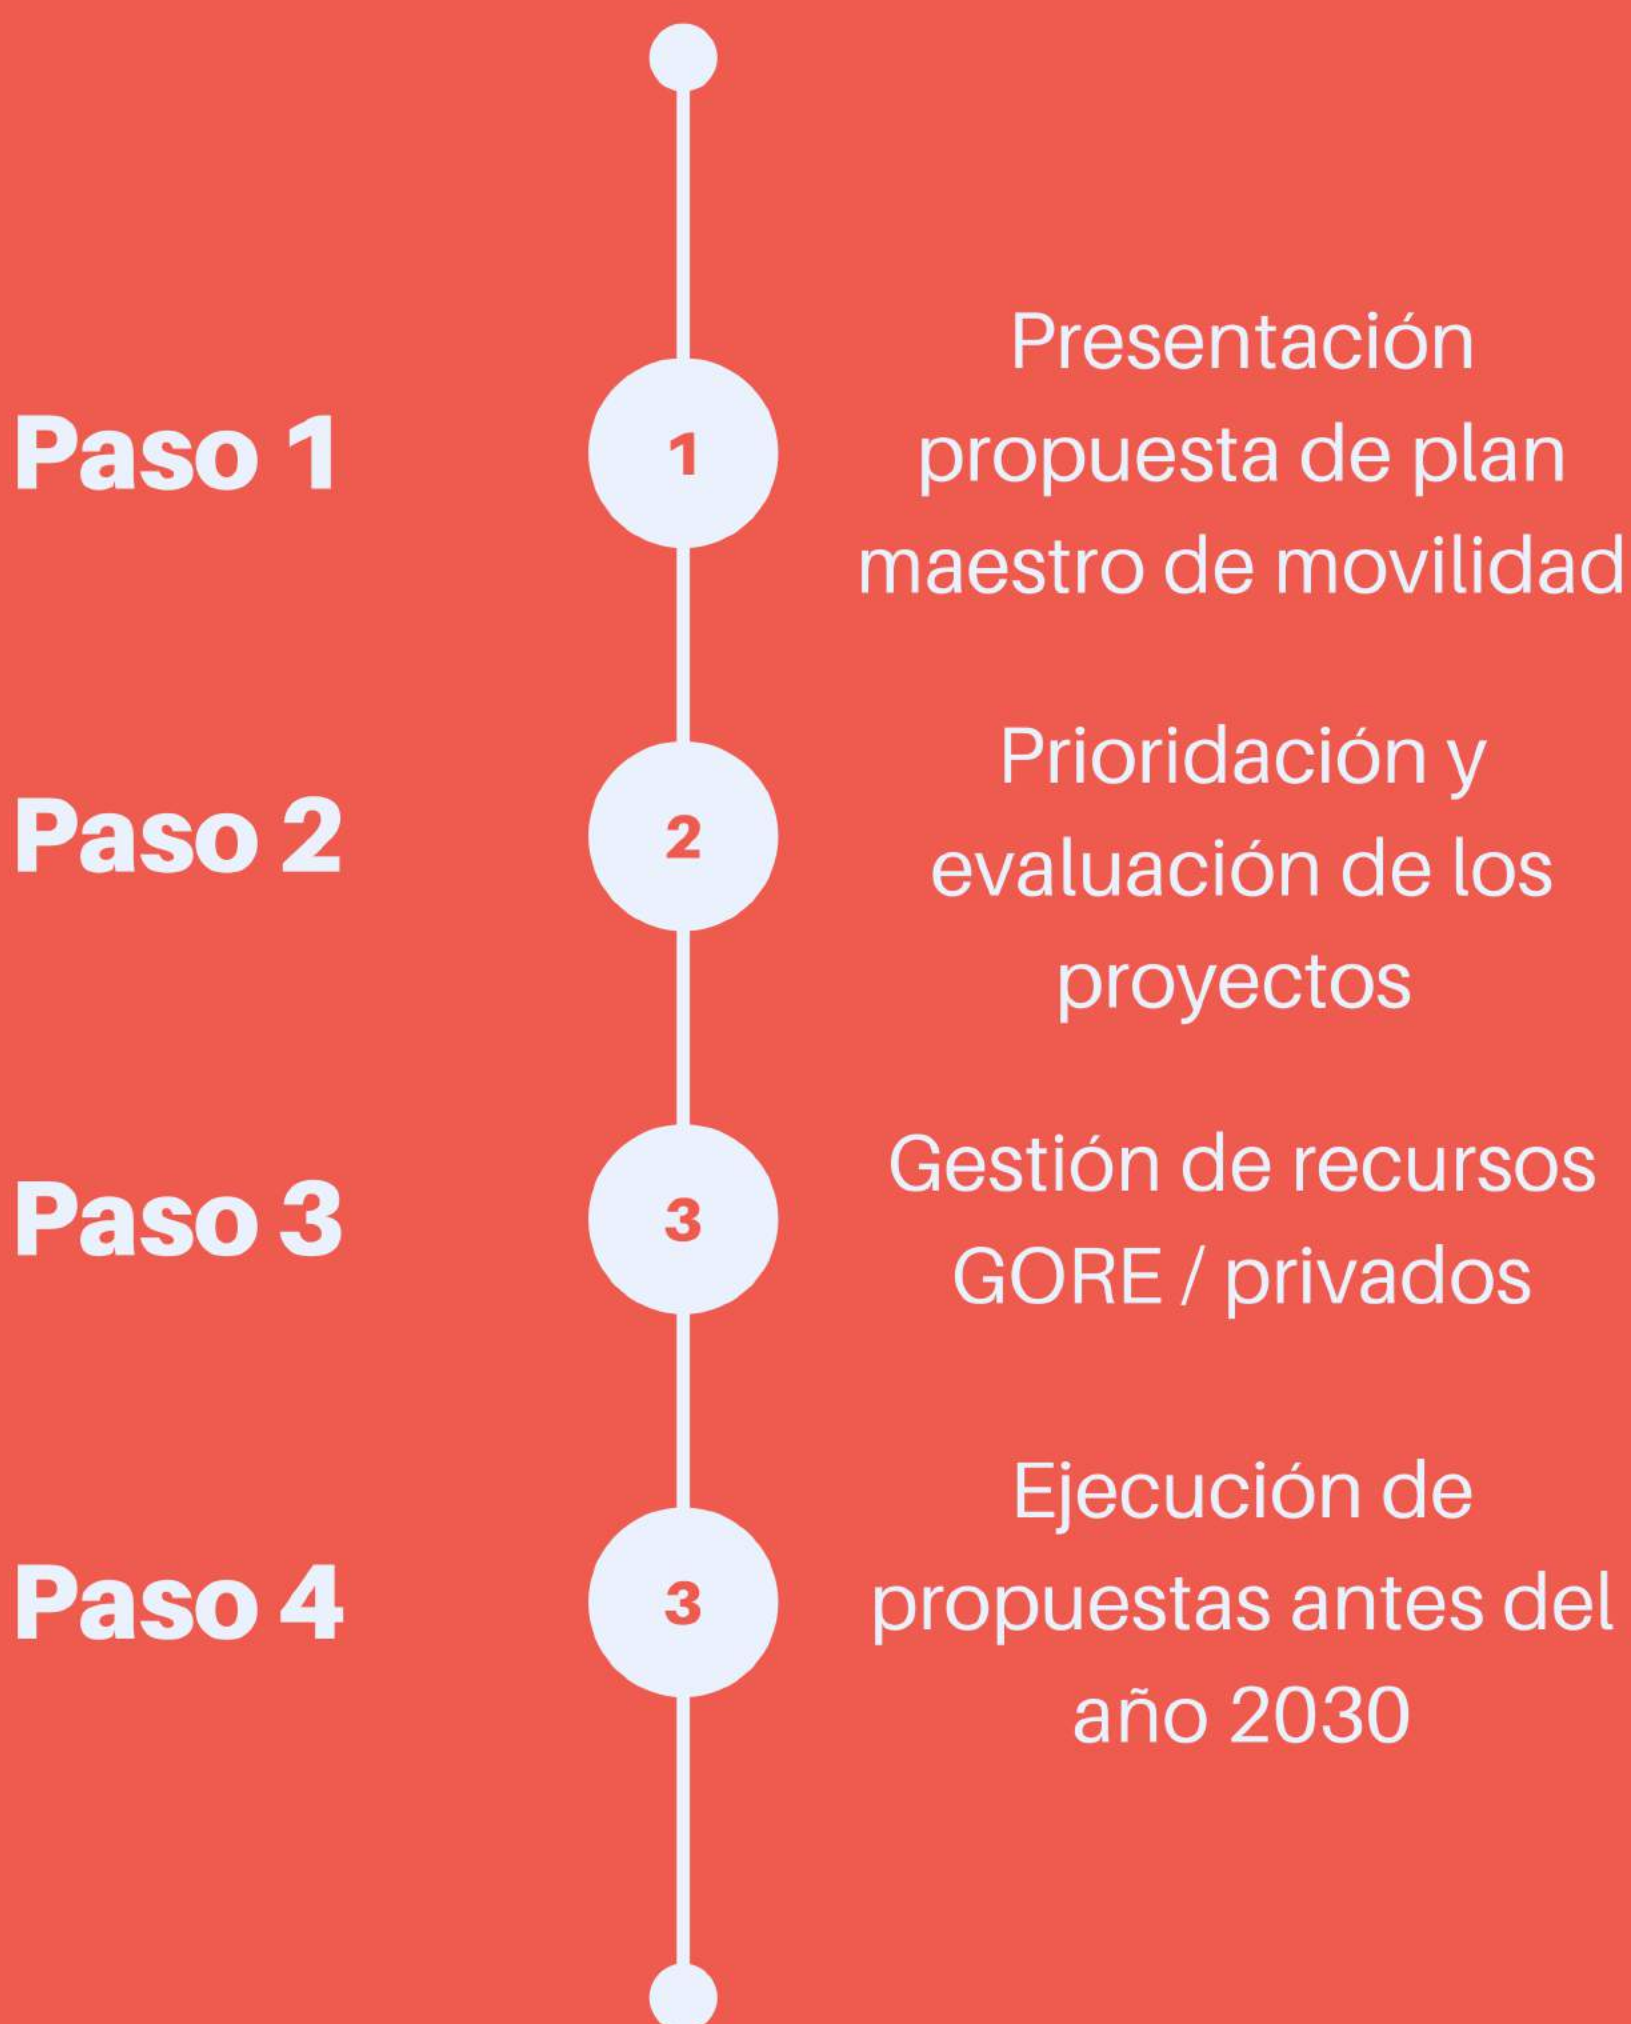 Paso 1
1
Presentación
propuesta de plan
maestro de movilidad
Paso 2
2
Prioridación y
evaluación de los
proyectos
Paso 3
3
Gestión de recursos
GORE / privados
Paso 4
3
Ejecución de
propuestas antes del
año 2030